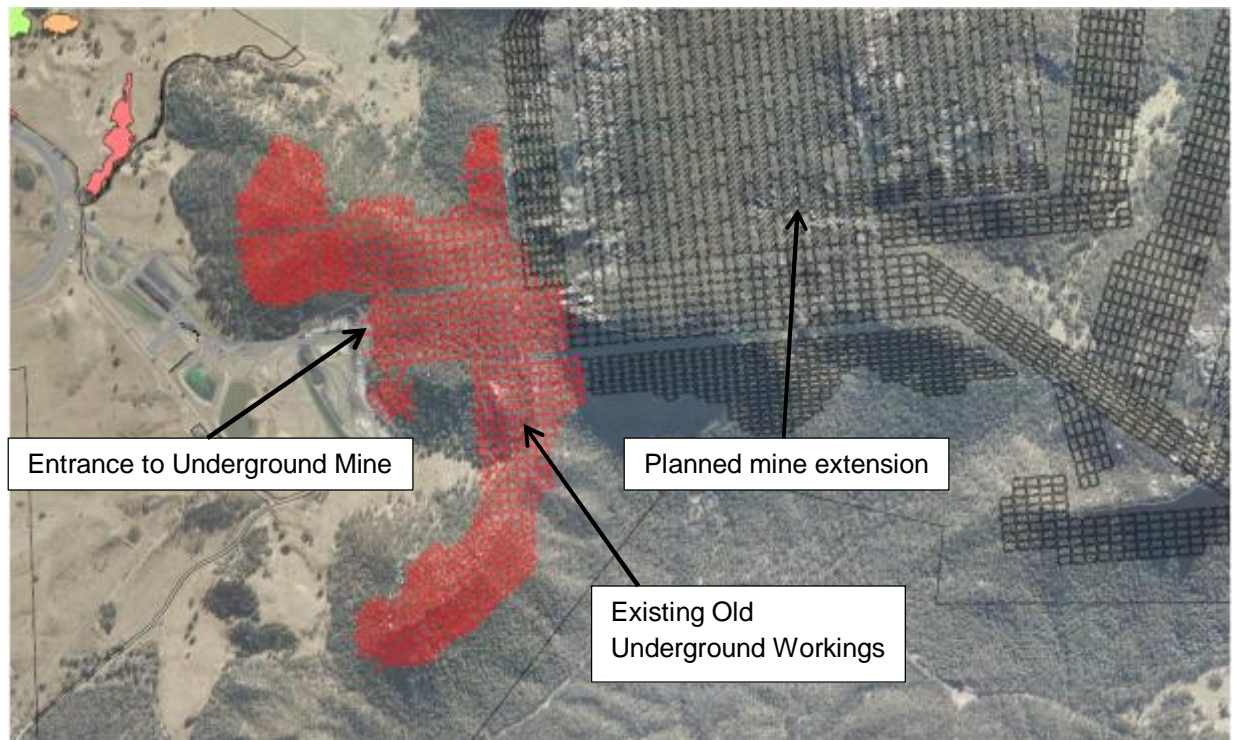 Entrance to Underground Mine
Planned mine extension
Existing Old
Underground Workings